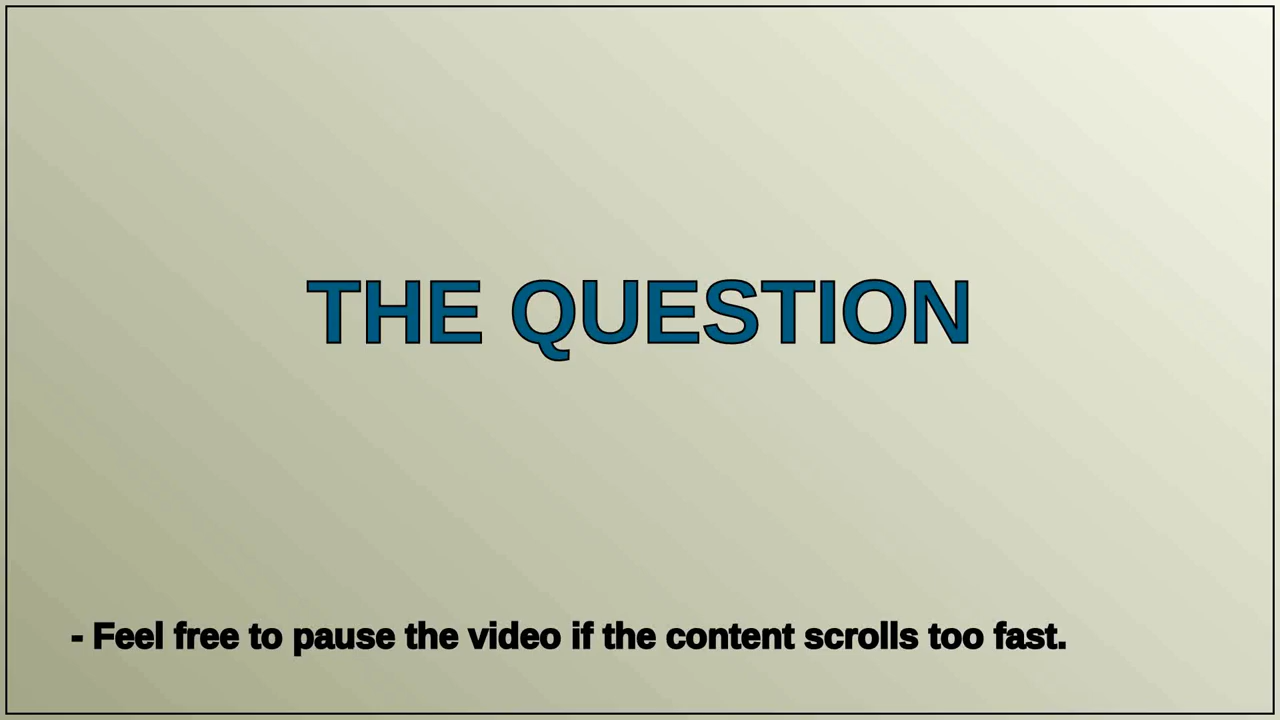 THE QUESTION
- Feel free to pause the video if the content scrolls too fast.